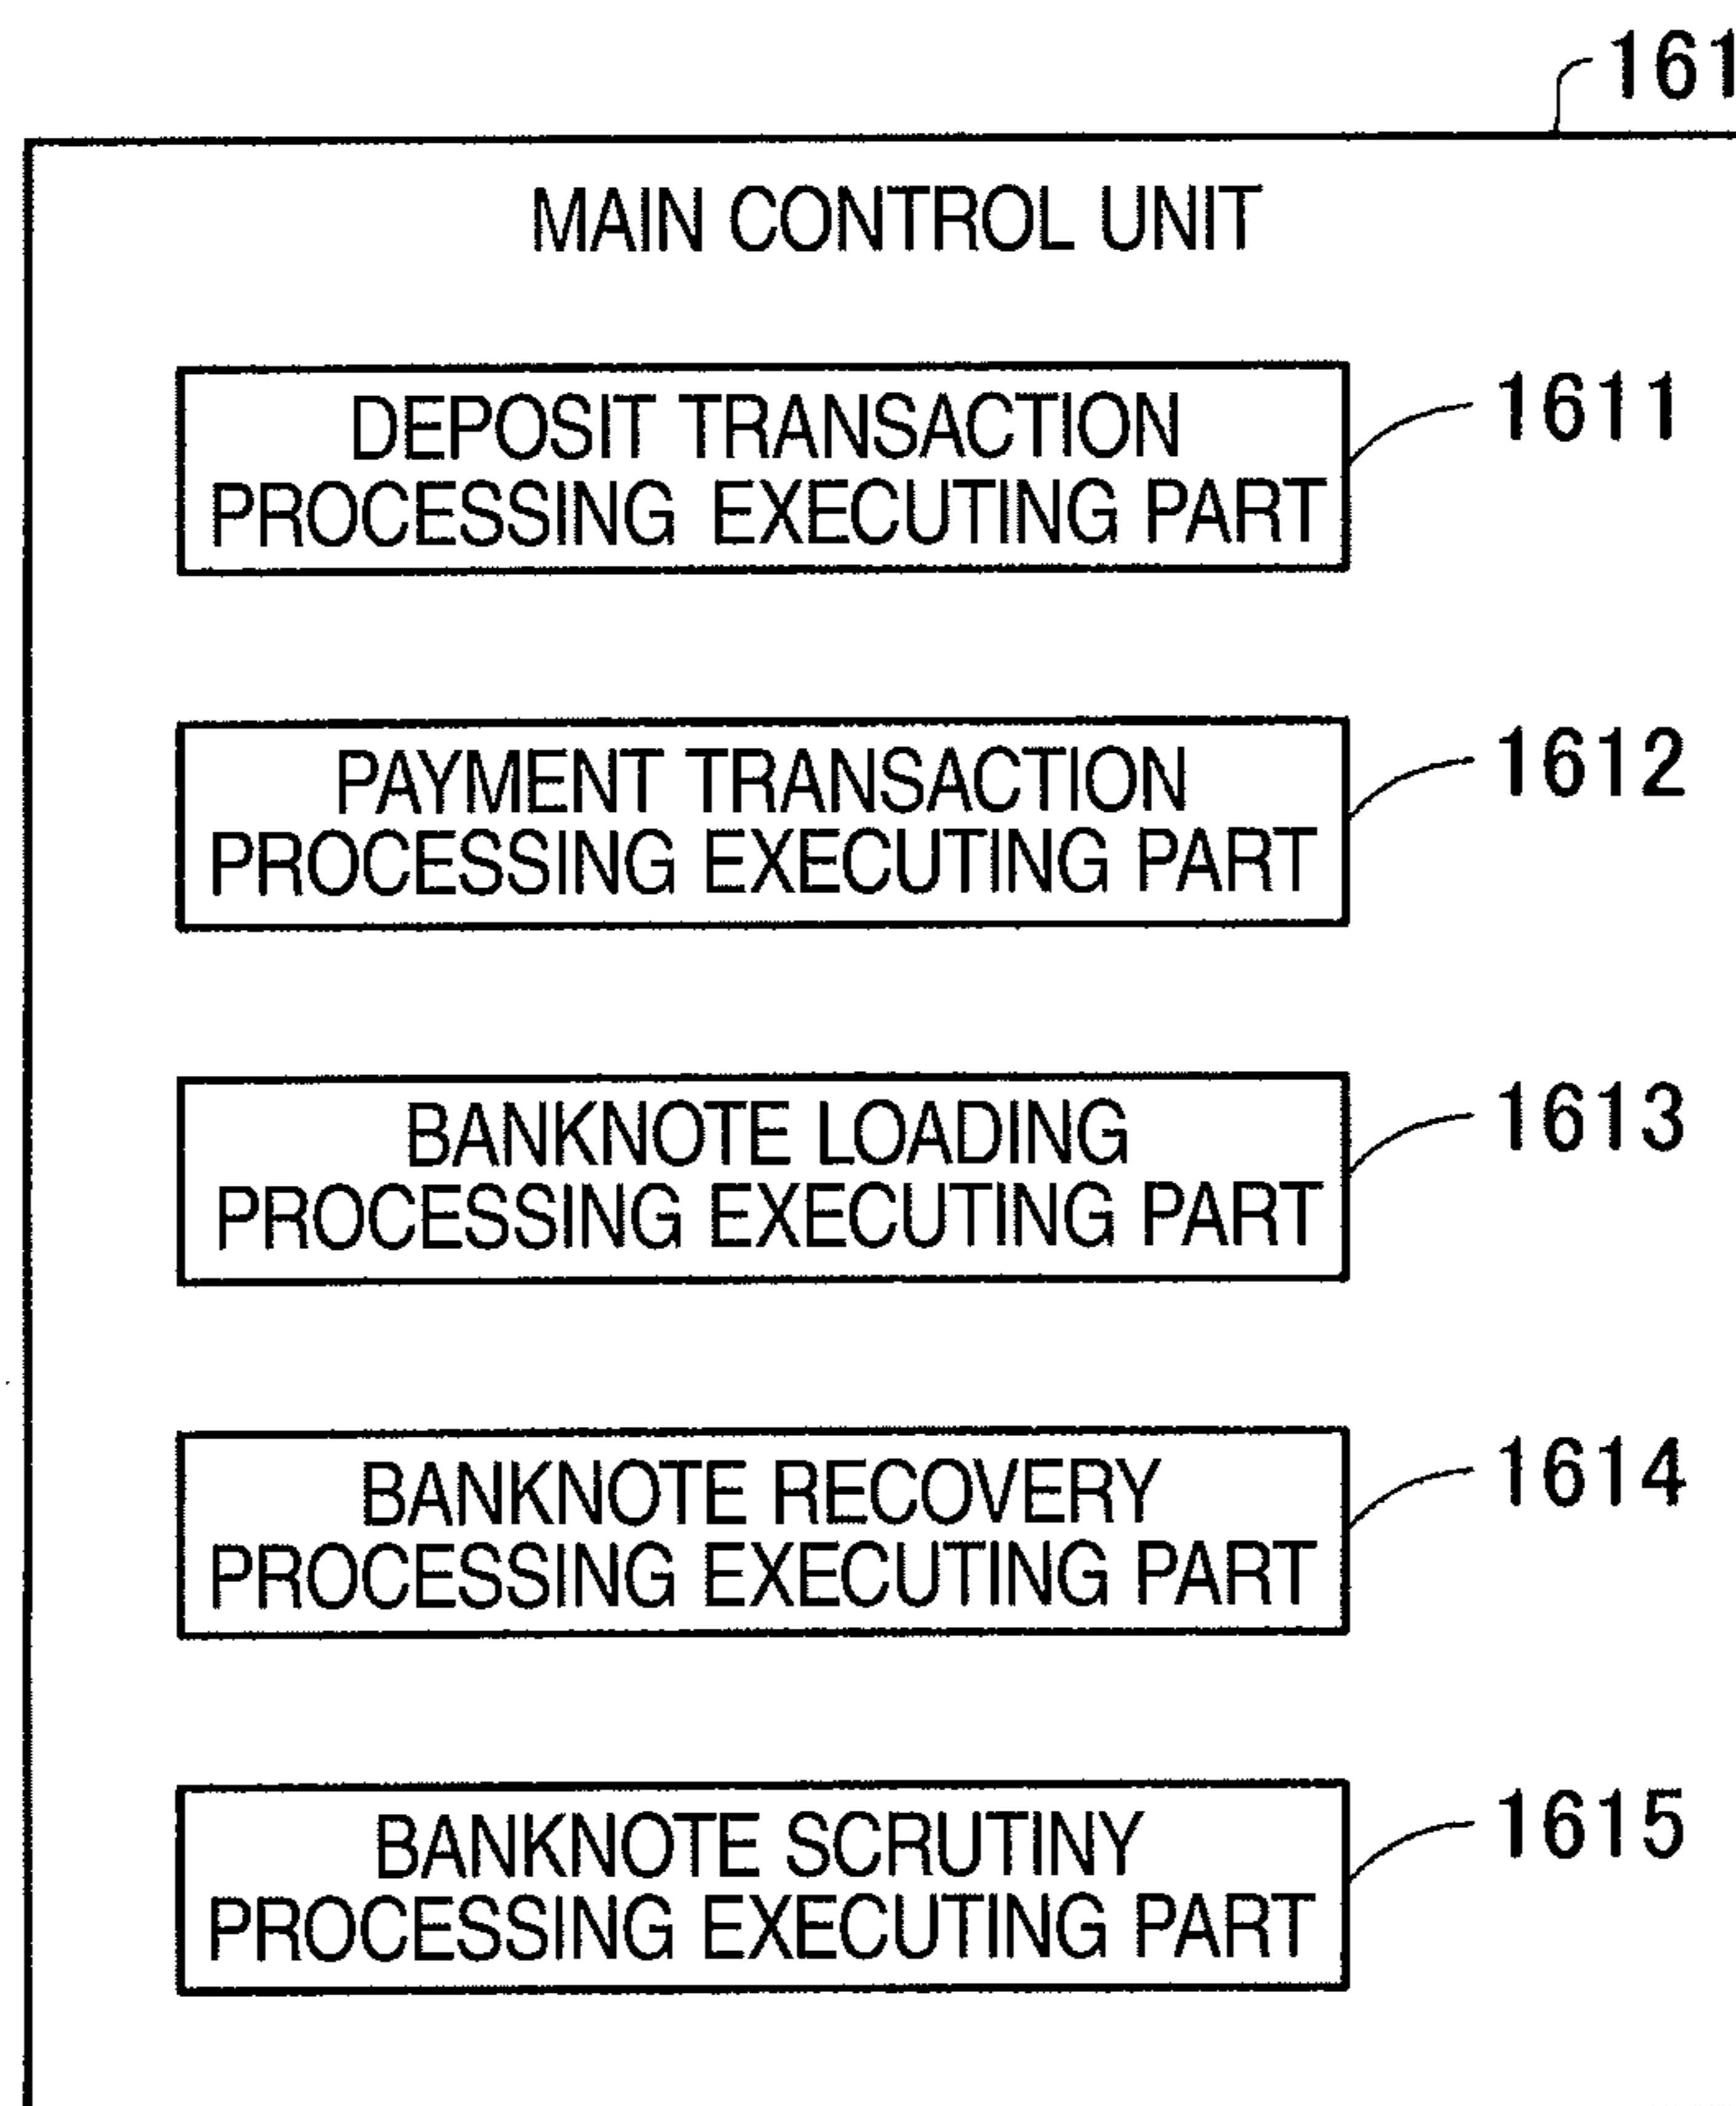 161
MAIN CONTROL UNIT
DEPOSIT TRANSACTION
PROCESSING EXECUTING PART
1611
PAYMENT TRANSACTION
PROCESSING EXECUTING PART
1612
BANKNOTE LOADING
PROCESSING EXECUTING PART
1613
BANKNOTE RECOVERY
PROCESSING EXECUTING PART
1614
BANKNOTE SCRUTINY
PROCESSING EXECUTING PART
1615